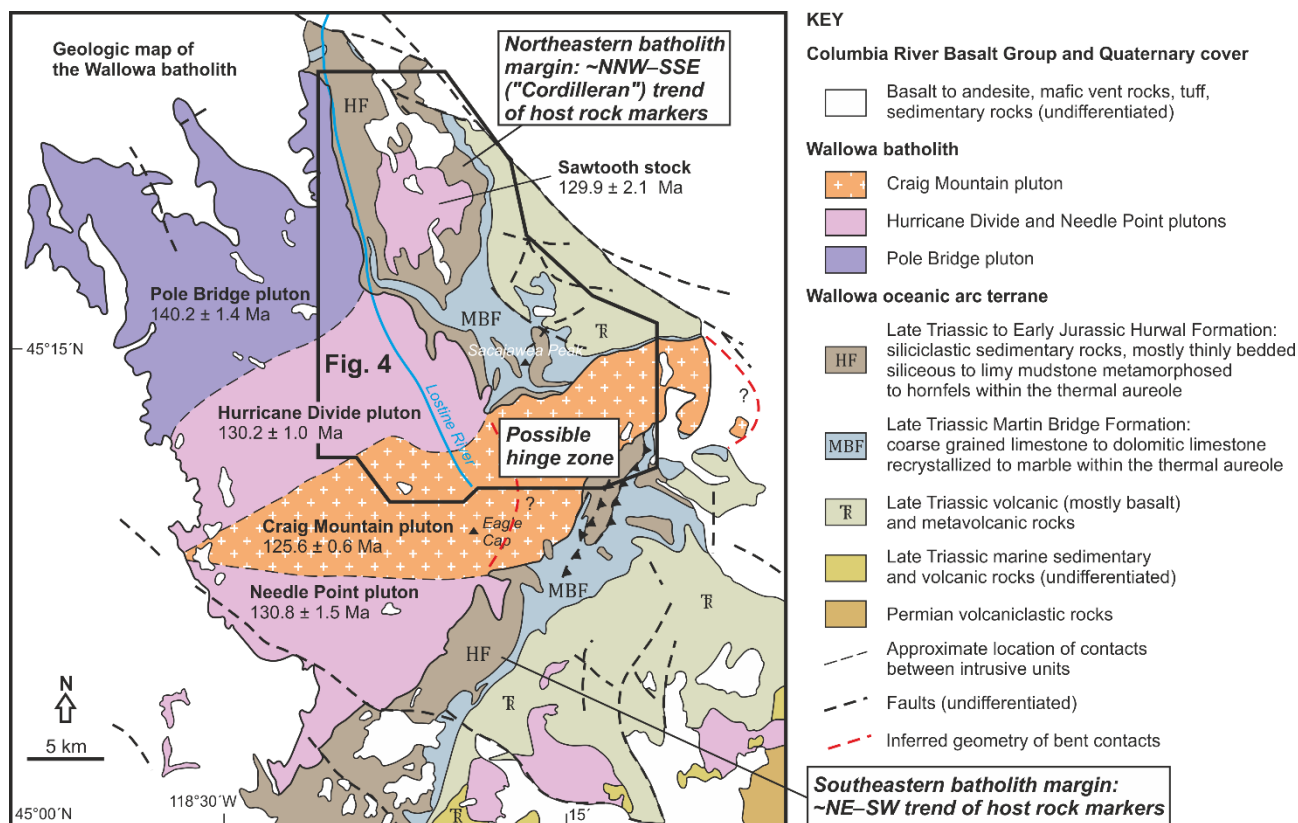 Geologic map of
the Wallowa batholith
Northeastern batholith
margin: ~NNW–SSE
("Cordilleran") trend
of host rock markers
HF
Sawtooth stock
129.9 ± 2.1 Ma
Pole Bridge pluton
140.2 ± 1.4 Ma
MBF
TR
45°15´N
Fig. 4
Sacajawea Peak
?
Lostine River
Hurricane Divide pluton
130.2 ± 1.0 Ma
Possible
hinge zone
Craig Mountain pluton
125.6 ± 0.6 Ma
Eagle
Cap
?
Needle Point pluton
130.8 ± 1.5 Ma
MBF
TR
HF
TR
N
5 km
TR
45°00´N
118°30´W
15´
KEY
Columbia River Basalt Group and Quaternary cover
Basalt to andesite, mafic vent rocks, tuff,
sedimentary rocks (undifferentiated)
Wallowa batholith
Craig Mountain pluton
Hurricane Divide and Needle Point plutons
Pole Bridge pluton
Wallowa oceanic arc terrane
HF
Late Triassic to Early Jurassic Hurwal Formation:
siliciclastic sedimentary rocks, mostly thinly bedded
siliceous to limy mudstone metamorphosed
to hornfels within the thermal aureole
MBF
Late Triassic Martin Bridge Formation:
coarse grained limestone to dolomitic limestone
recrystallized to marble within the thermal aureole
TR
Late Triassic volcanic (mostly basalt)
and metavolcanic rocks
Late Triassic marine sedimentary
and volcanic rocks (undifferentiated)
Permian volcaniclastic rocks
Approximate location of contacts
between intrusive units
Faults (undifferentiated)
Inferred geometry of bent contacts
Southeastern batholith margin:
~NE–SW trend of host rock markers